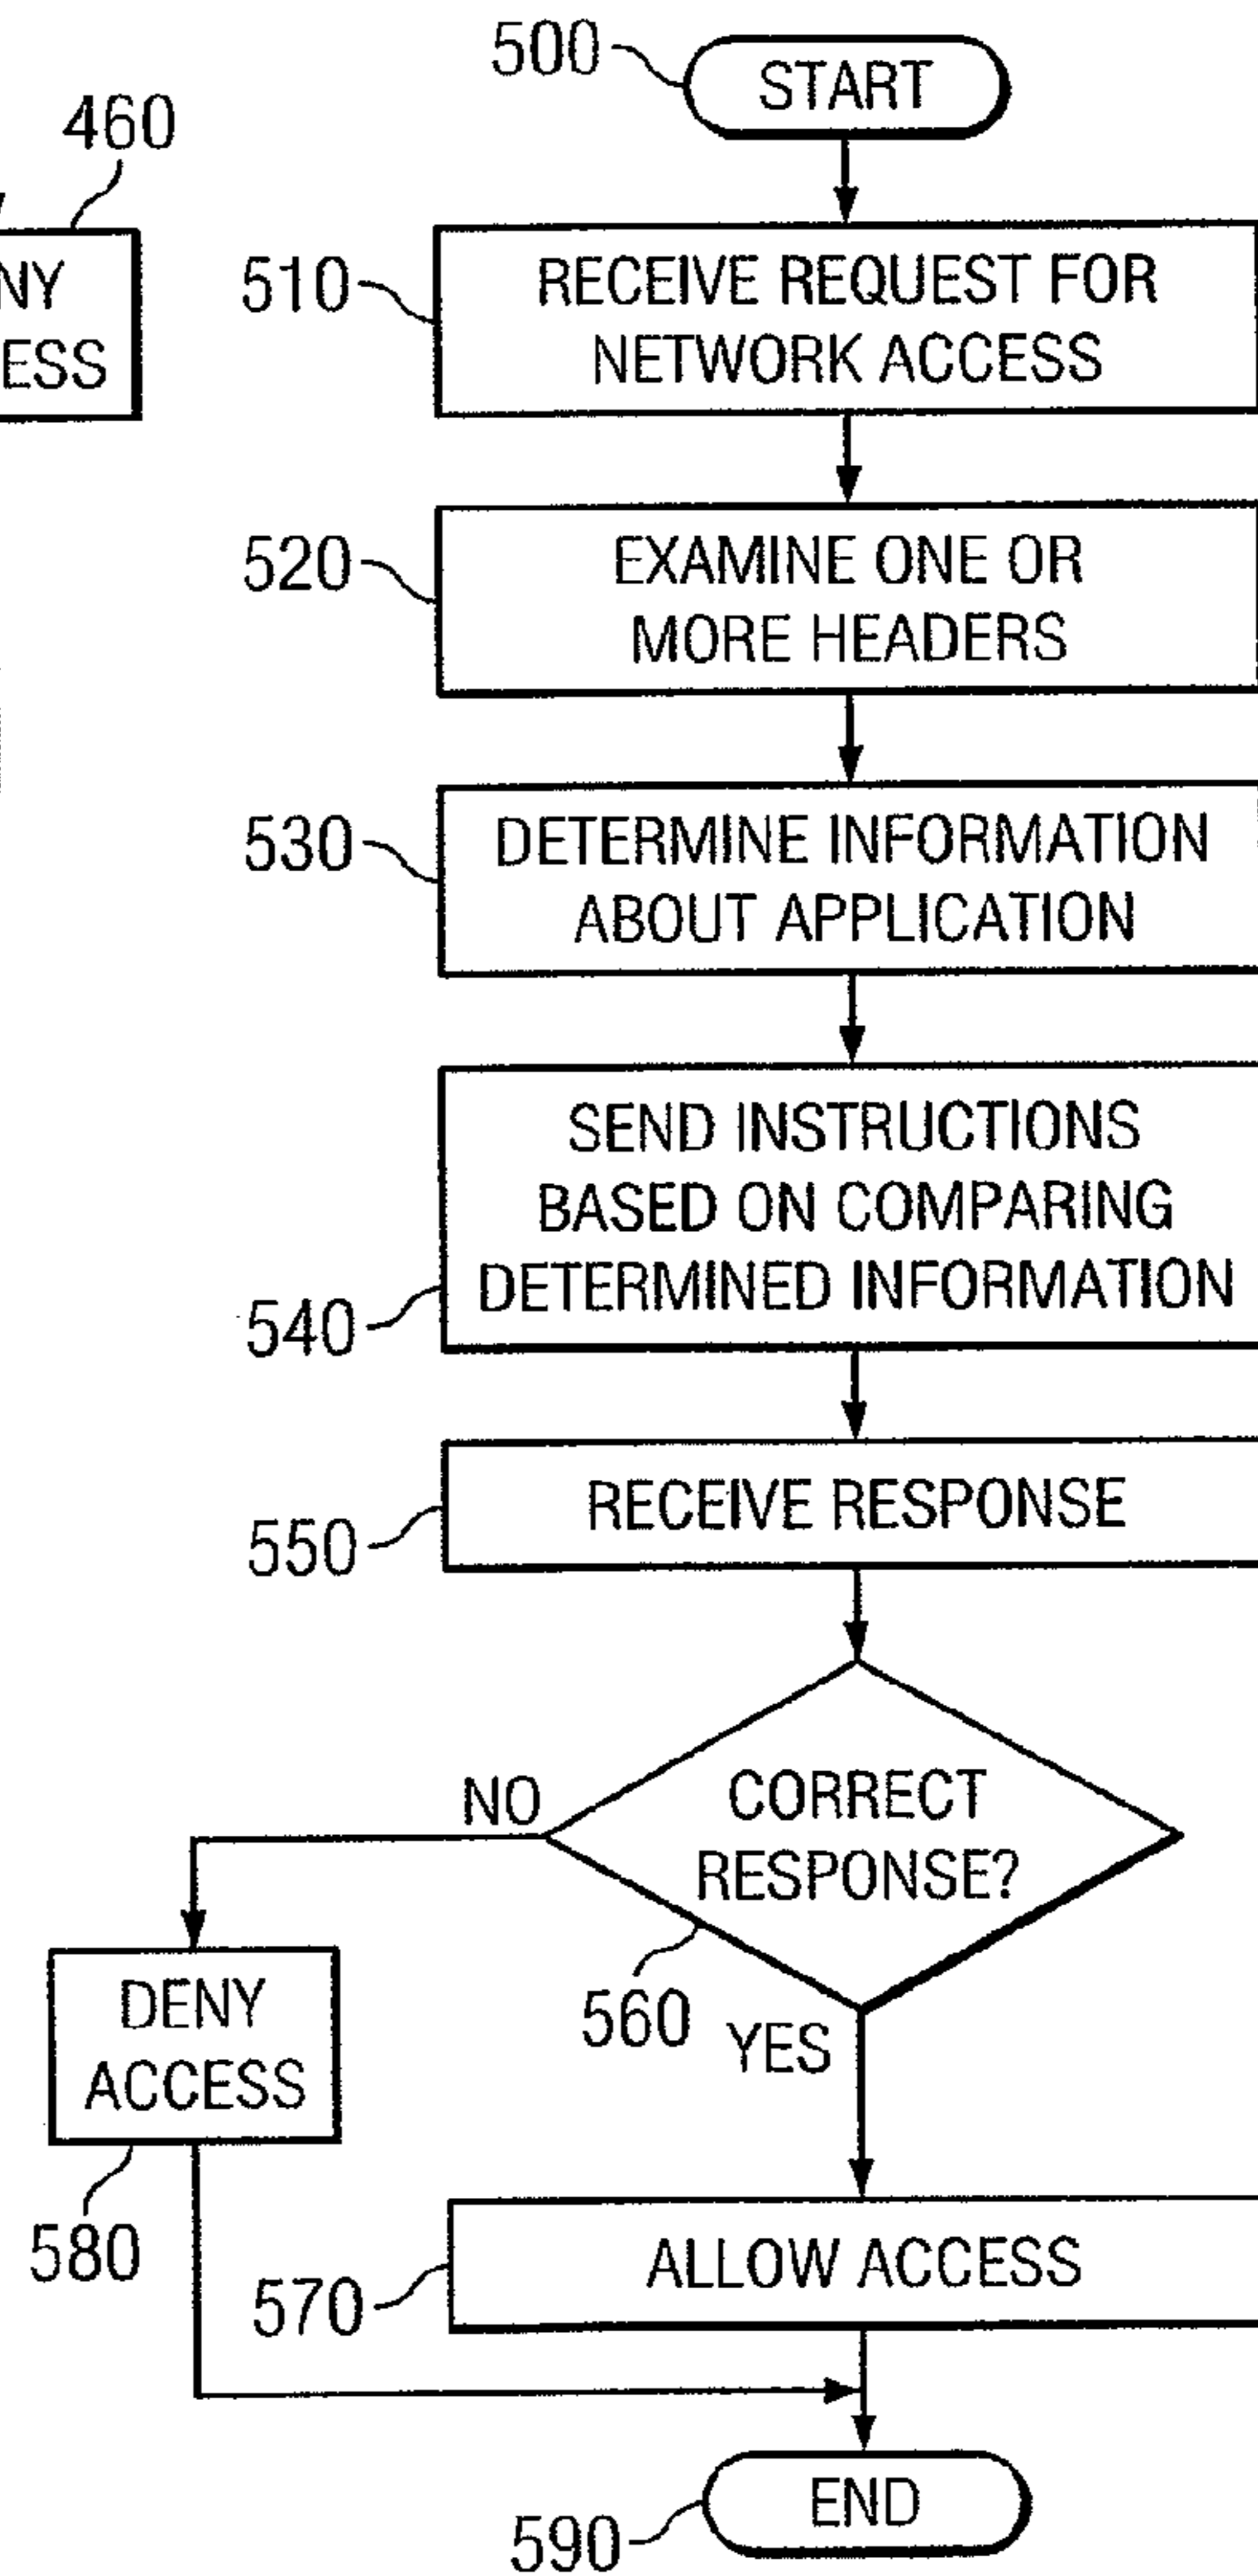 500
START
460
510
RECEIVE REQUEST FOR
NETWORK ACCESS
520
EXAMINE ONE OR
MORE HEADERS
530
DETERMINE INFORMATION
ABOUT APPLICATION
540
SEND INSTRUCTIONS
BASED ON COMPARING
DETERMINED INFORMATION
550
RECEIVE RESPONSE
NO
CORRECT
RESPONSE?
560
YES
DENY
ACCESS
580
570
ALLOW ACCESS
590
END